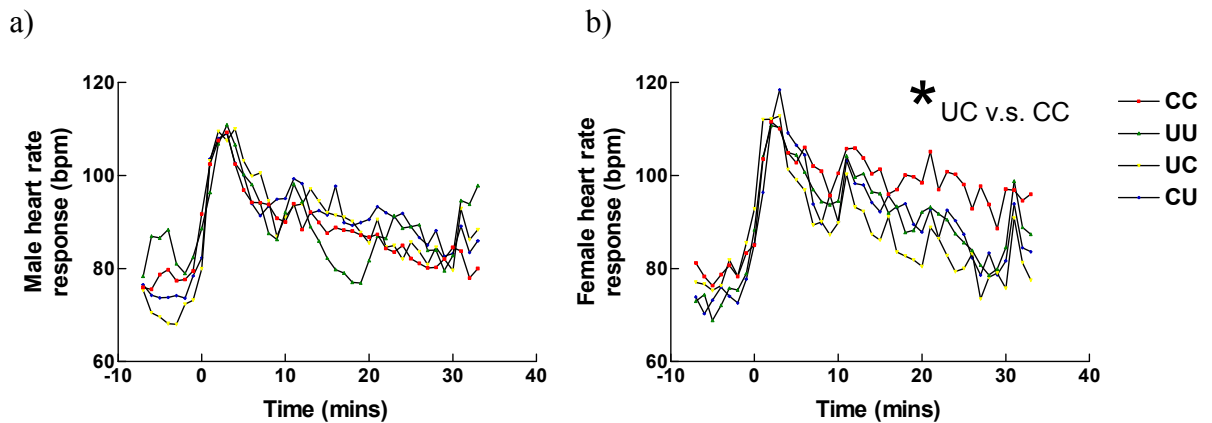 a)
Male heart rate
response (bpm)
120
100
80
60
-10
0
10
20
30
40
Time (mins)
b)
Female heart rate
response (bpm)
120
100
80
60
-10
0
10
20
30
40
Time (mins)
* UC v.s. CC
CC
UU
UC
CU